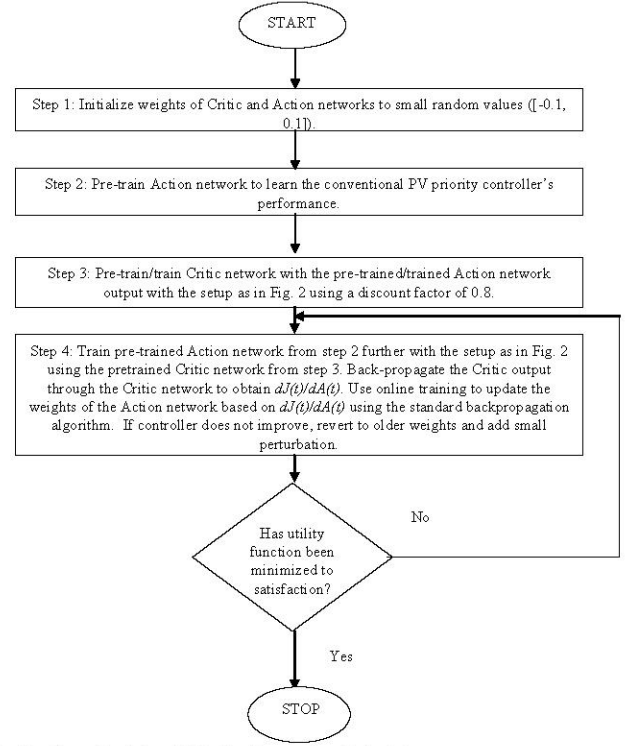 START
Step 1: Initialize weights of Critic and Action networks to small random values ([-0.1,
0.1]).
Step 2: Pre-train Action network to learn the conventional PV priority controller's
performance.
Step 3: Pre-train/train Critic network with the pre-trained/trained Action network
output with the setup as in Fig. 2 using a discount factor of 0.8.
Step 4: Train pre-trained Action network from step 2 further with the setup as in Fig. 2
using the pretrained Critic network from step 3. Back-propagate the Critic output
through the Critic network to obtain dJ(t)/dA(t). Use online training to update the
weights of the Action network based on dJ(t)/dA(t) using the standard backpropagation
algorithm. If controller does not improve, revert to older weights and add small
perturbation.
No
Has utility
function been
minimized to
satisfaction?
Yes
STOP